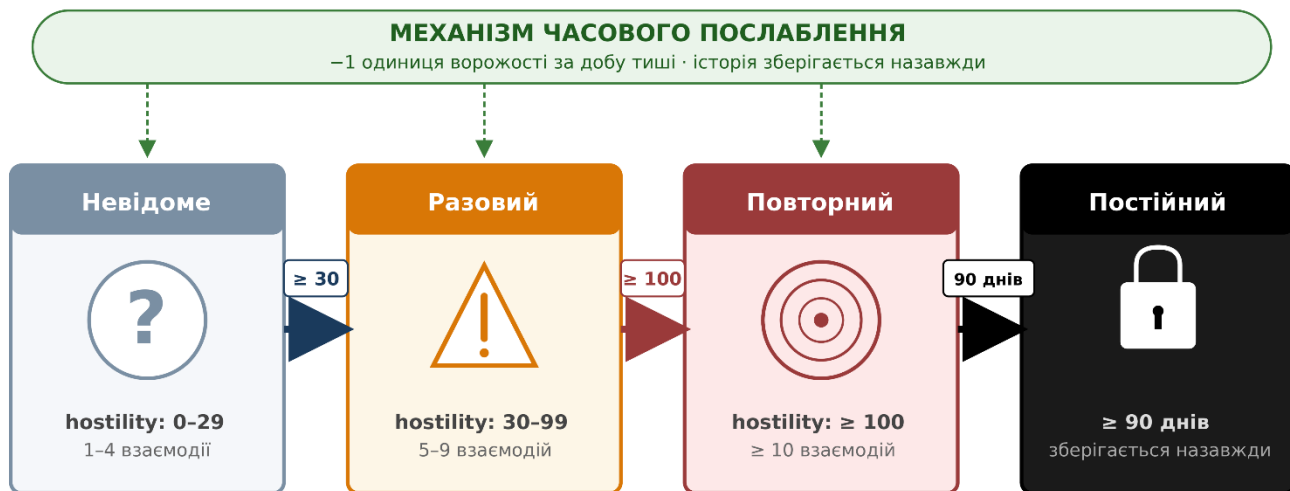 МЕХАНІЗМ ЧАСОВОГО ПОСЛАБЛЕННЯ
−1 одиниця ворожості за добу тиші · історія зберігається назавжди
Невідоме
?
hostility: 0–29
1–4 взаємодії
≥ 30
Разовий
hostility: 30–99
5–9 взаємодій
≥ 100
Повторний
hostility: ≥ 100
≥ 10 взаємодій
90 днів
Постійний
≥ 90 днів
зберігається назавжди